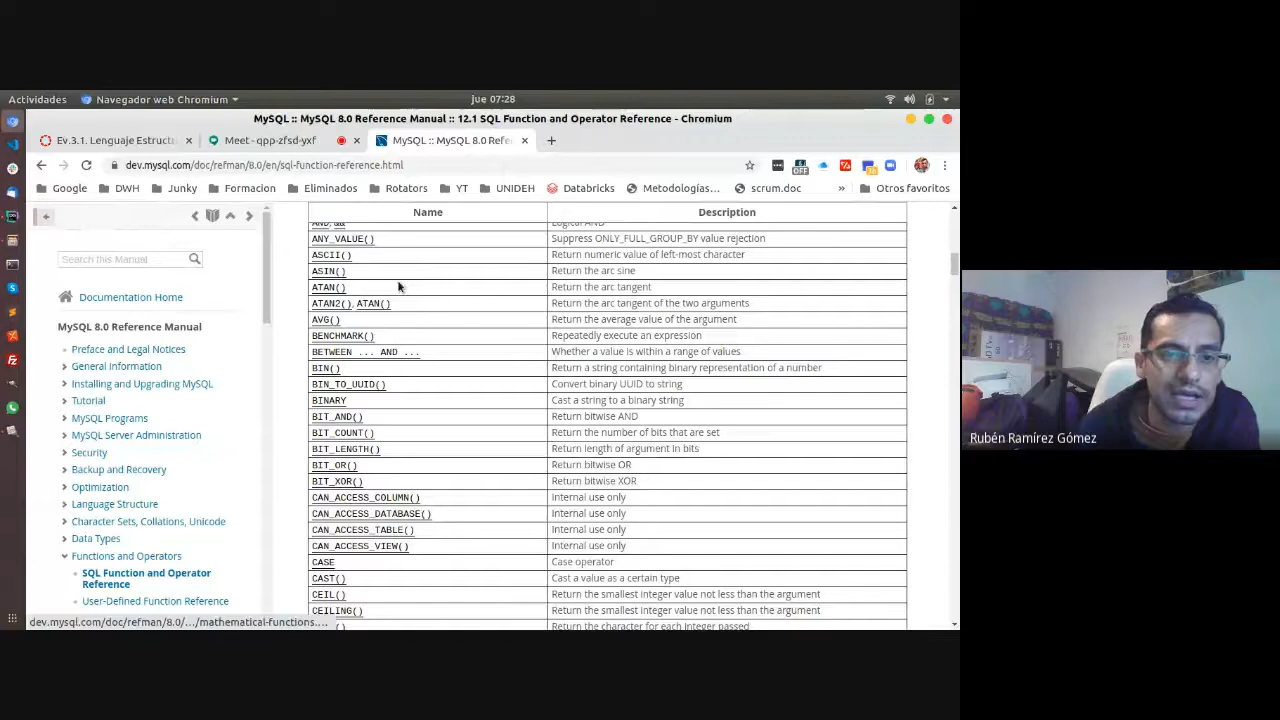 Actividades
Navegador web Chromium
jue 07:28
MySQL :: MySQL 8.0 Reference Manual :: 12.1 SQL Function and Operator Reference - Chromium
Ev.3.1. Lenguaje Estruct
Meet - qpp-zfsd-yxf
MySQL :: MySQL 8.0 Refe
dev.mysql.com/doc/refman/8.0/en/sql-function-reference.html
OFF
Google
DWH
Junky
Formacion
Eliminados
Rotators
YT
UNIDEH
Databricks
Metodologías...
scrum.doc
»
Otros favoritos
Search this Manual
Documentation Home
MySQL 8.0 Reference Manual
Preface and Legal Notices
General Information
Installing and Upgrading MySQL
Tutorial
MySQL Programs
MySQL Server Administration
Security
Backup and Recovery
Optimization
Language Structure
Character Sets, Collations, Unicode
Data Types
Functions and Operators
SQL Function and Operator
Reference
User-Defined Function Reference
dev.mysql.com/doc/refman/8.0/.../mathematical-functions....
Name Description
AND, && Logical AND
ANY_VALUE() Suppress ONLY_FULL_GROUP_BY value rejection
ASCII() Return numeric value of left-most character
ASIN() Return the arc sine
ATAN() Return the arc tangent
ATAN2(), ATAN() Return the arc tangent of the two arguments
AVG() Return the average value of the argument
BENCHMARK() Repeatedly execute an expression
BETWEEN ... AND ... Whether a value is within a range of values
BIN() Return a string containing binary representation of a number
BIN_TO_UUID() Convert binary UUID to string
BINARY Cast a string to a binary string
BIT_AND() Return bitwise AND
BIT_COUNT() Return the number of bits that are set
BIT_LENGTH() Return length of argument in bits
BIT_OR() Return bitwise OR
BIT_XOR() Return bitwise XOR
CAN_ACCESS_COLUMN() Internal use only
CAN_ACCESS_DATABASE() Internal use only
CAN_ACCESS_TABLE() Internal use only
CAN_ACCESS_VIEW() Internal use only
CASE Case operator
CAST() Cast a value as a certain type
CEIL() Return the smallest integer value not less than the argument
CEILING() Return the smallest integer value not less than the argument
() Return the character for each integer passed
Rubén Ramírez Gómez